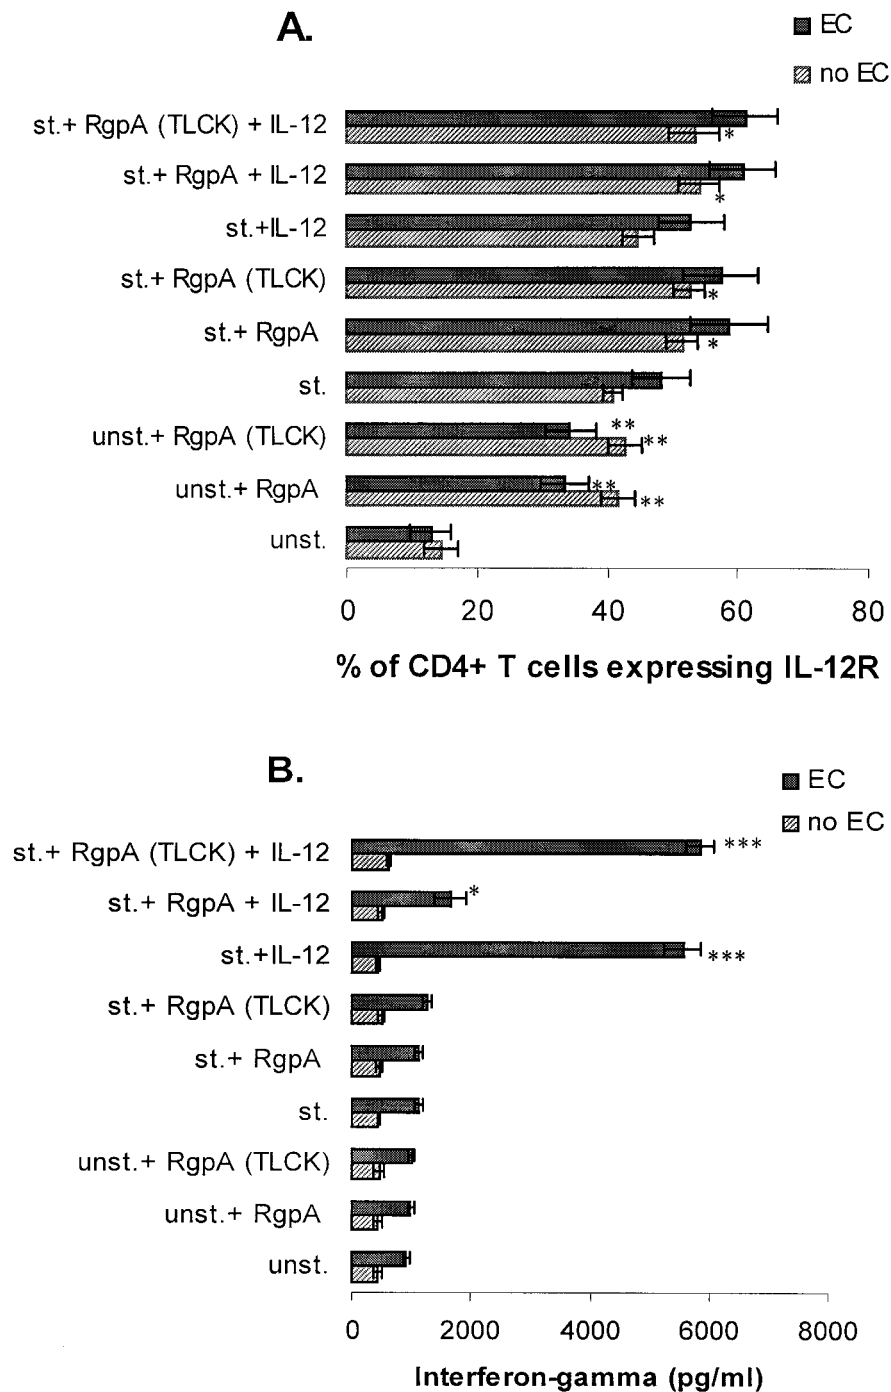 A.
EC
no EC
st.+ RgpA (TLCK) + IL-12
*
st.+ RgpA + IL-12
*
st.+IL-12
st.+ RgpA (TLCK)
*
st.+ RgpA
*
st.
unst.+ RgpA (TLCK)
**
**
unst.+ RgpA
**
**
unst.
0 20 40 60 80
% of CD4+ T cells expressing IL-12R
B.
EC
no EC
st.+ RgpA (TLCK) + IL-12
***
st.+ RgpA + IL-12
*
st.+IL-12
***
st.+ RgpA (TLCK)
st.+ RgpA
st.
unst.+ RgpA (TLCK)
unst.+ RgpA
unst.
0 2000 4000 6000 8000
Interferon-gamma (pg/ml)